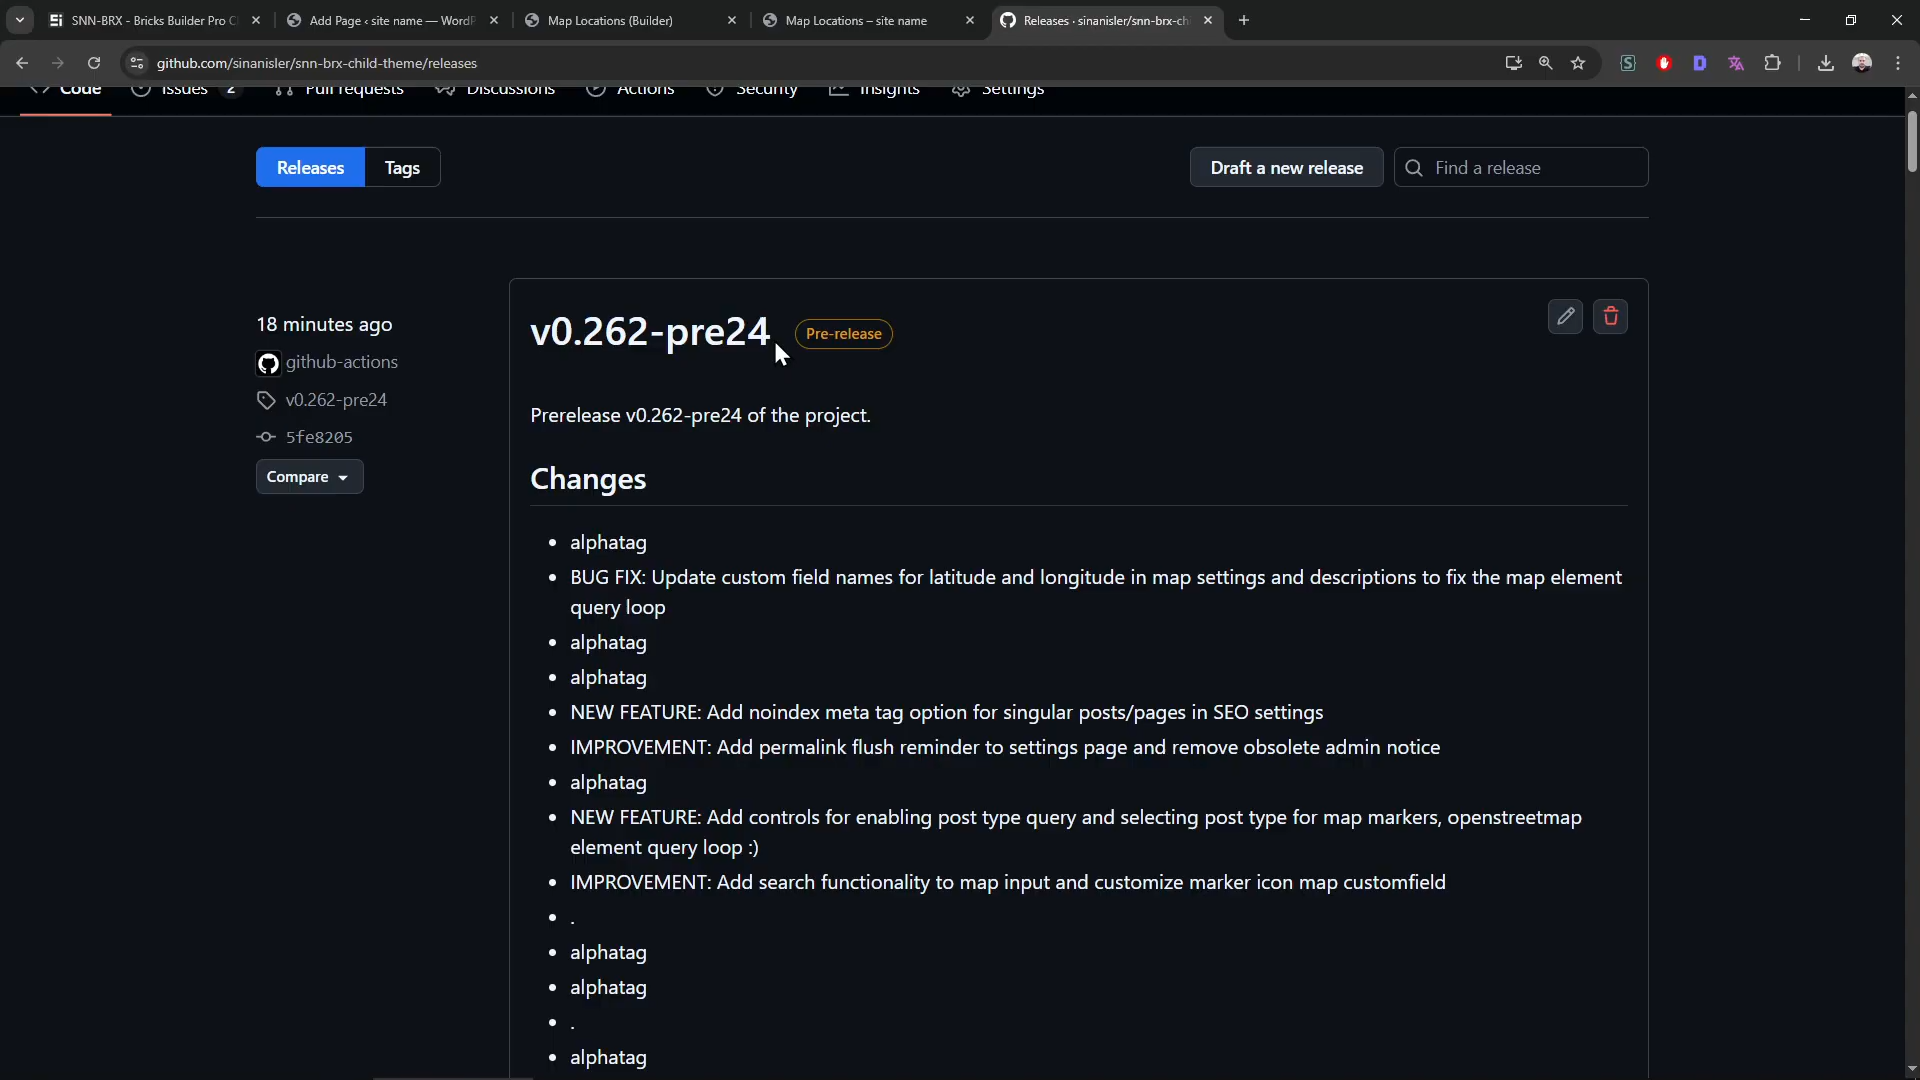 SNN-BRX - Bricks Builder Pro C
Add Page ‹ site name — WordP
Map Locations (Builder)
Map Locations – site name
Releases · sinanisler/snn-brx-ch
github.com/sinanisler/snn-brx-child-theme/releases
Code
Issues 2
Pull requests
Discussions
Actions
Security
Insights
Settings
Releases
Tags
Draft a new release
Find a release
18 minutes ago
github-actions
v0.262-pre24
5fe8205
Compare
v0.262-pre24
Pre-release
Prerelease v0.262-pre24 of the project.
Changes
• alphatag
• BUG FIX: Update custom field names for latitude and longitude in map settings and descriptions to fix the map element
query loop
• alphatag
• alphatag
• NEW FEATURE: Add noindex meta tag option for singular posts/pages in SEO settings
• IMPROVEMENT: Add permalink flush reminder to settings page and remove obsolete admin notice
• alphatag
• NEW FEATURE: Add controls for enabling post type query and selecting post type for map markers, openstreetmap
element query loop :)
• IMPROVEMENT: Add search functionality to map input and customize marker icon map customfield
• .
• alphatag
• alphatag
• .
• alphatag